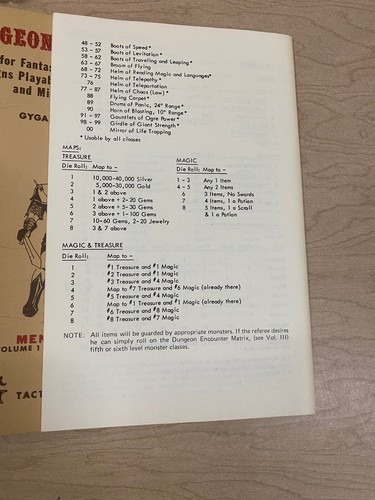 48 - 52 Boots of Speed*
53 - 57 Boots of Levitation*
58 - 62 Boots of Traveling and Leaping*
63 - 67 Broom of Flying
68 - 72 Helm of Reading Magic and Languages*
73 - 75 Helm of Telepathy*
76 Helm of Teleportation
77 - 87 Helm of Chaos (Law)*
88 Flying Carpet*
89 Drums of Panic, 24" Range*
90 Horn of Blasting, 10" Range*
91 - 97 Gauntlets of Ogre Power*
98 - 99 Girdle of Giant Strength*
00 Mirror of Life Trapping
* Usable by all classes
MAPS:
TREASURE
Die Roll: Map to -
1 10,000-40,000 Silver
2 5,000-30,000 Gold
3 1 & 2 above
4 1 above + 2-20 Gems
5 2 above + 5-30 Gems
6 3 above + 1-100 Gems
7 10-60 Gems, 2-20 Jewelry
8 3 & 7 above
MAGIC
Die Roll: Map to -
1 - 3 Any 1 Item
4 - 5 Any 2 Items
6 3 Items, No Swords
7 4 Items, 1 a Potion
8 5 Items, 1 a Scroll
& 1 a Potion
MAGIC & TREASURE
Die Roll: Map to -
1 #1 Treasure and #1 Magic
2 #2 Treasure and #1 Magic
3 #3 Treasure and #4 Magic
4 Map to #7 Treasure and #6 Magic (already there)
5 #5 Treasure and #4 Magic
6 Map to #1 Treasure and #1 Magic (already there)
7 #6 Treasure and #8 Magic
8 #8 Treasure and #7 Magic
NOTE: All items will be guarded by appropriate monsters. If the referee desires
he can simply roll on the Dungeon Encounter Matrix, (see Vol. III)
fifth or sixth level monster classes.
GEON
for Fantas
ns Playab
and Mi
GYGA
MEN
VOLUME 1
TACT